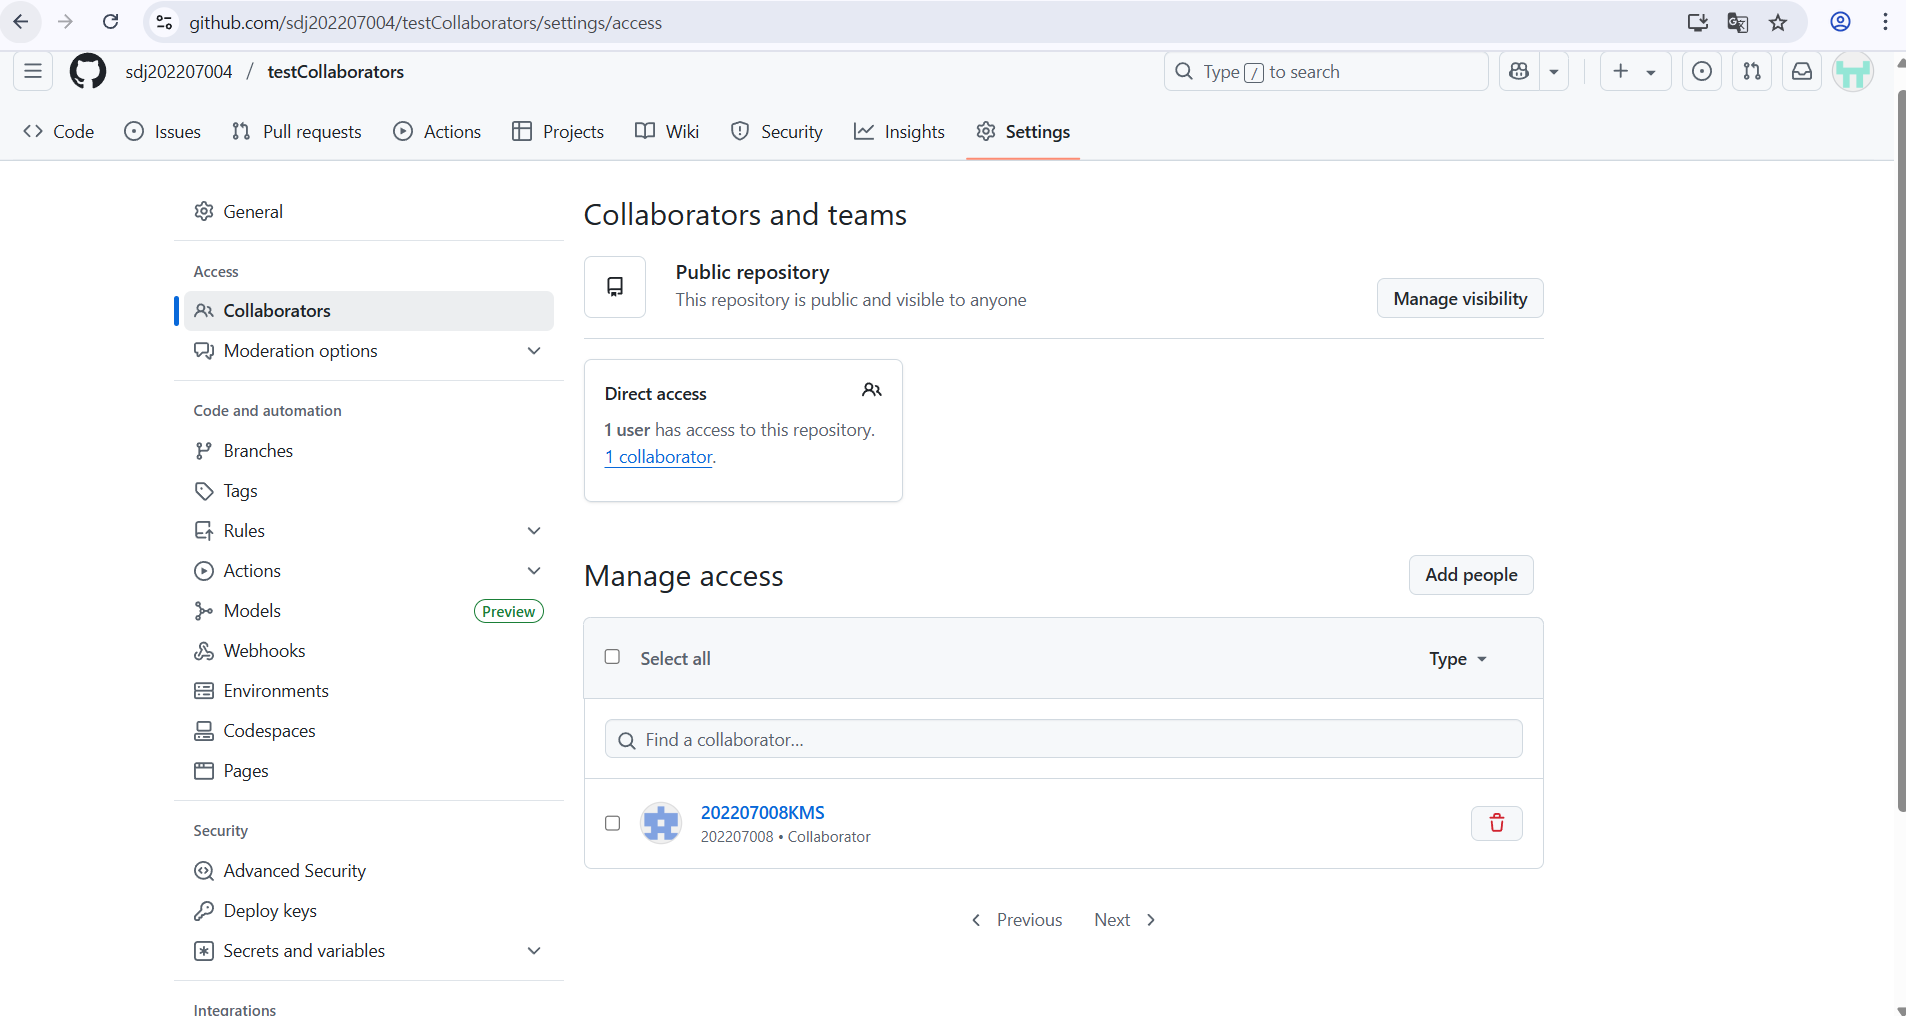 github.com/sdj202207004/testCollaborators/settings/access
sdj202207004 / testCollaborators
Type / to search
Code
Issues
Pull requests
Actions
Projects
Wiki
Security
Insights
Settings
General
Access
Collaborators
Moderation options
Code and automation
Branches
Tags
Rules
Actions
Models
Preview
Webhooks
Environments
Codespaces
Pages
Security
Advanced Security
Deploy keys
Secrets and variables
Integrations
Collaborators and teams
Public repository
This repository is public and visible to anyone
Manage visibility
Direct access
1 user has access to this repository.
1 collaborator.
Manage access
Add people
Select all
Type
Find a collaborator...
202207008KMS
202207008 • Collaborator
Previous
Next